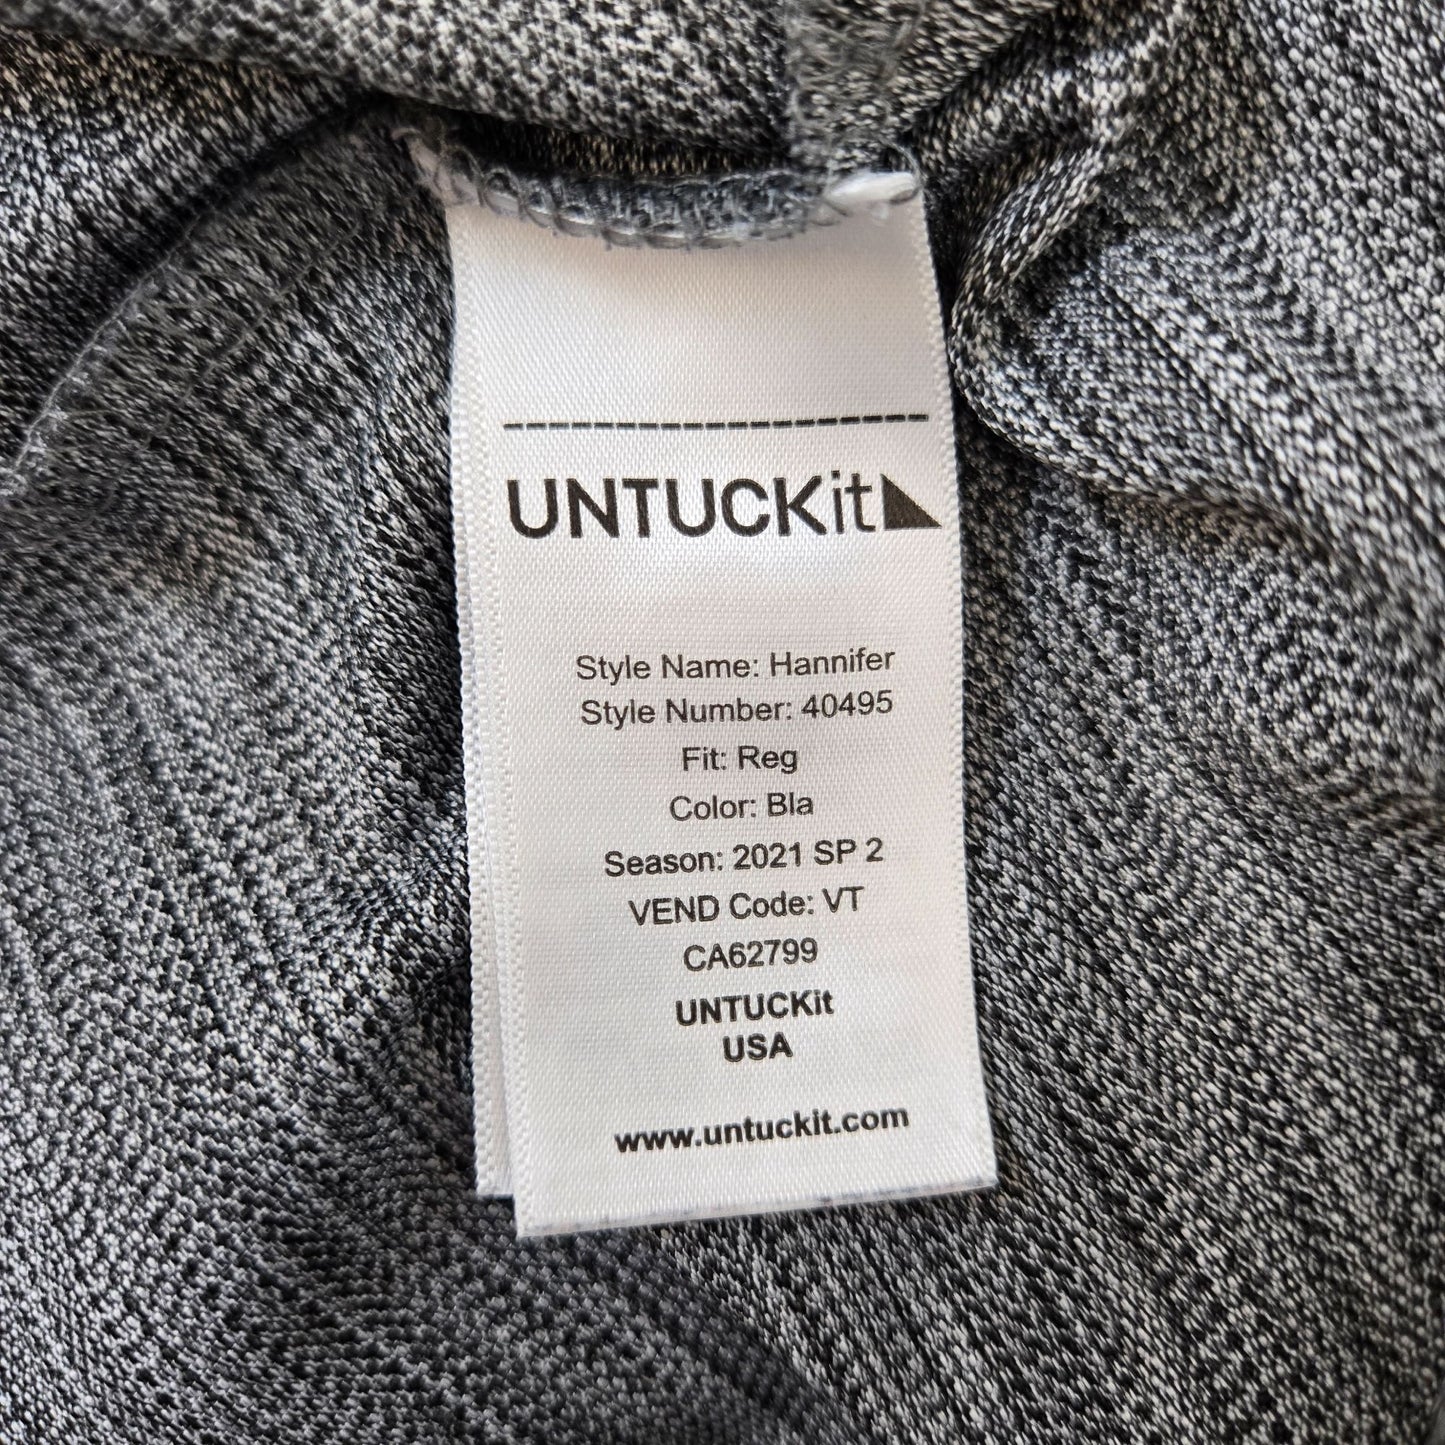 UNTUCKit
Style Name: Hannifer
Style Number: 40495
Fit: Reg
Color: Bla
Season: 2021 SP 2
VEND Code: VT
CA62799
UNTUCKit
USA
www.untuckit.com